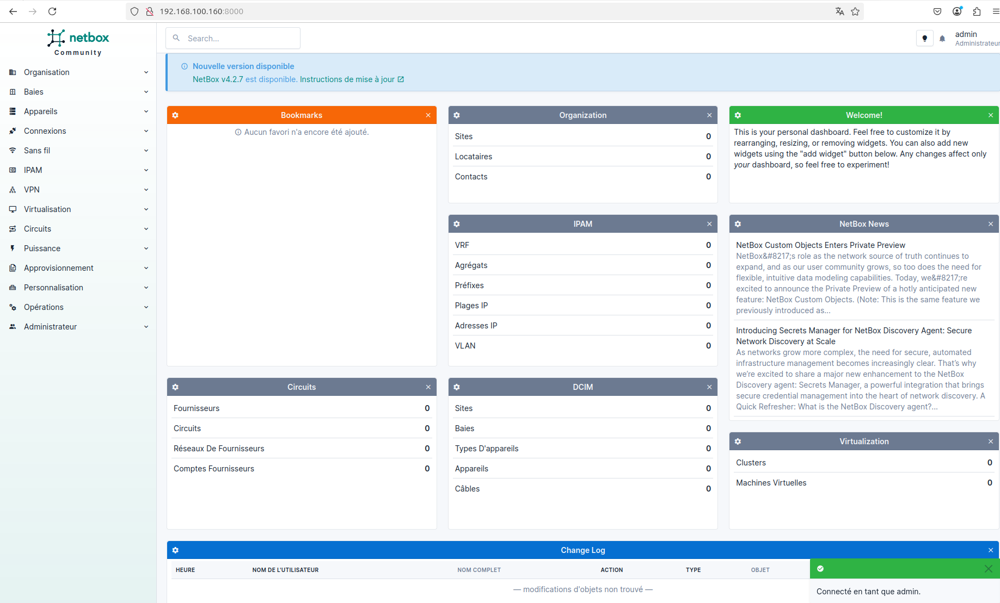 192.168.100.160:8000
netbox
Community
Search...
admin
Administrateur
Organisation
Baies
Appareils
Connexions
Sans fil
IPAM
VPN
Virtualisation
Circuits
Puissance
Approvisionnement
Personnalisation
Opérations
Administrateur
Nouvelle version disponible
NetBox v4.2.7 est disponible. Instructions de mise à jour
Bookmarks
Aucun favori n'a encore été ajouté.
Organization
Sites 0
Locataires 0
Contacts 0
Welcome!
This is your personal dashboard. Feel free to customize it by
rearranging, resizing, or removing widgets. You can also add new
widgets using the "add widget" button below. Any changes affect only
your dashboard, so feel free to experiment!
IPAM
VRF 0
Agrégats 0
Préfixes 0
Plages IP 0
Adresses IP 0
VLAN 0
NetBox News
NetBox Custom Objects Enters Private Preview
NetBox&#8217;s role as the network source of truth continues to
expand, and as our user community grows, so too does the need for
flexible, intuitive data modeling capabilities. Today, we&#8217;re
excited to announce the Private Preview of a hotly anticipated new
feature: NetBox Custom Objects. (Note: This is the same feature we
previously introduced as...
Introducing Secrets Manager for NetBox Discovery Agent: Secure
Network Discovery at Scale
As networks grow more complex, the need for secure, automated
infrastructure management becomes increasingly clear. That’s why
we’re excited to share a major new enhancement to the NetBox
Discovery agent: Secrets Manager, a powerful integration that brings
secure credential management into the heart of network discovery. A
Quick Refresher: What is the NetBox Discovery agent?...
Circuits
Fournisseurs 0
Circuits 0
Réseaux De Fournisseurs 0
Comptes Fournisseurs 0
DCIM
Sites 0
Baies 0
Types D'appareils 0
Appareils 0
Câbles 0
Virtualization
Clusters 0
Machines Virtuelles 0
Change Log
HEURE NOM DE L'UTILISATEUR NOM COMPLET ACTION TYPE OBJET
— modifications d'objets non trouvé —
Connecté en tant que admin.